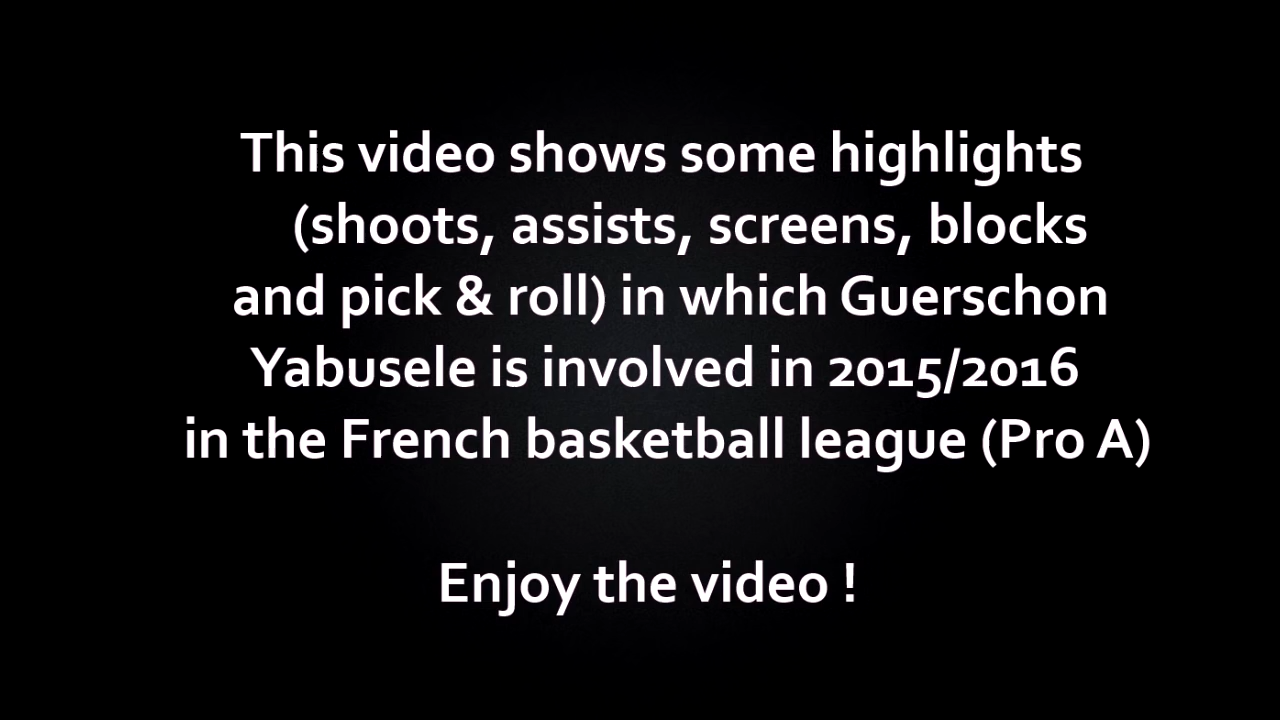 This video shows some highlights
(shoots, assists, screens, blocks
and pick & roll) in which Guerschon
Yabusele is involved in 2015/2016
in the French basketball league (Pro A)
Enjoy the video !